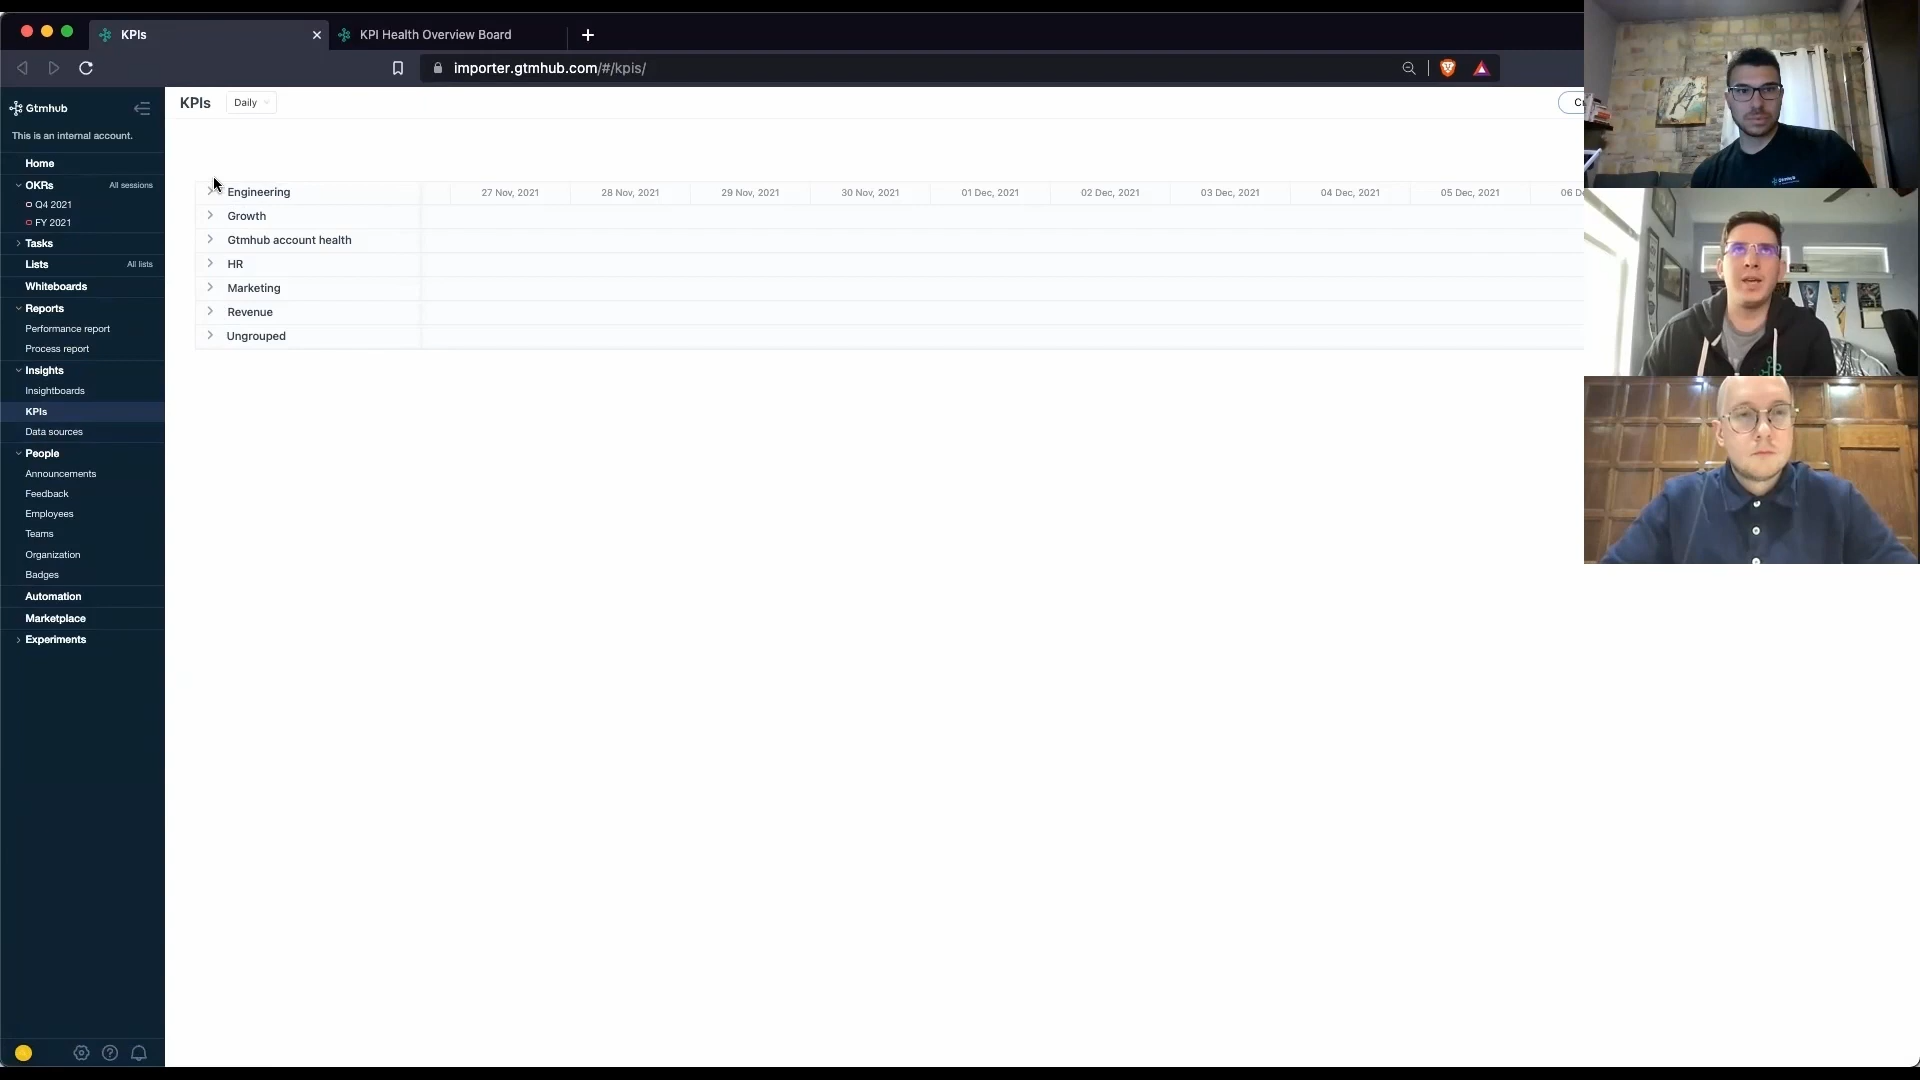 KPIs
KPI Health Overview Board
importer.gtmhub.com/#/kpis/
Gtmhub
This is an internal account.
Home
OKRs All sessions
Q4 2021
FY 2021
Tasks
Lists All lists
Whiteboards
Reports
Performance report
Process report
Insights
Insightboards
KPIs
Data sources
People
Announcements
Feedback
Employees
Teams
Organization
Badges
Automation
Marketplace
Experiments
KPIs Daily
Engineering 27 Nov, 2021 28 Nov, 2021 29 Nov, 2021 30 Nov, 2021 01 Dec, 2021 02 Dec, 2021 03 Dec, 2021 04 Dec, 2021 05 Dec, 2021 06 D
Growth
Gtmhub account health
HR
Marketing
Revenue
Ungrouped